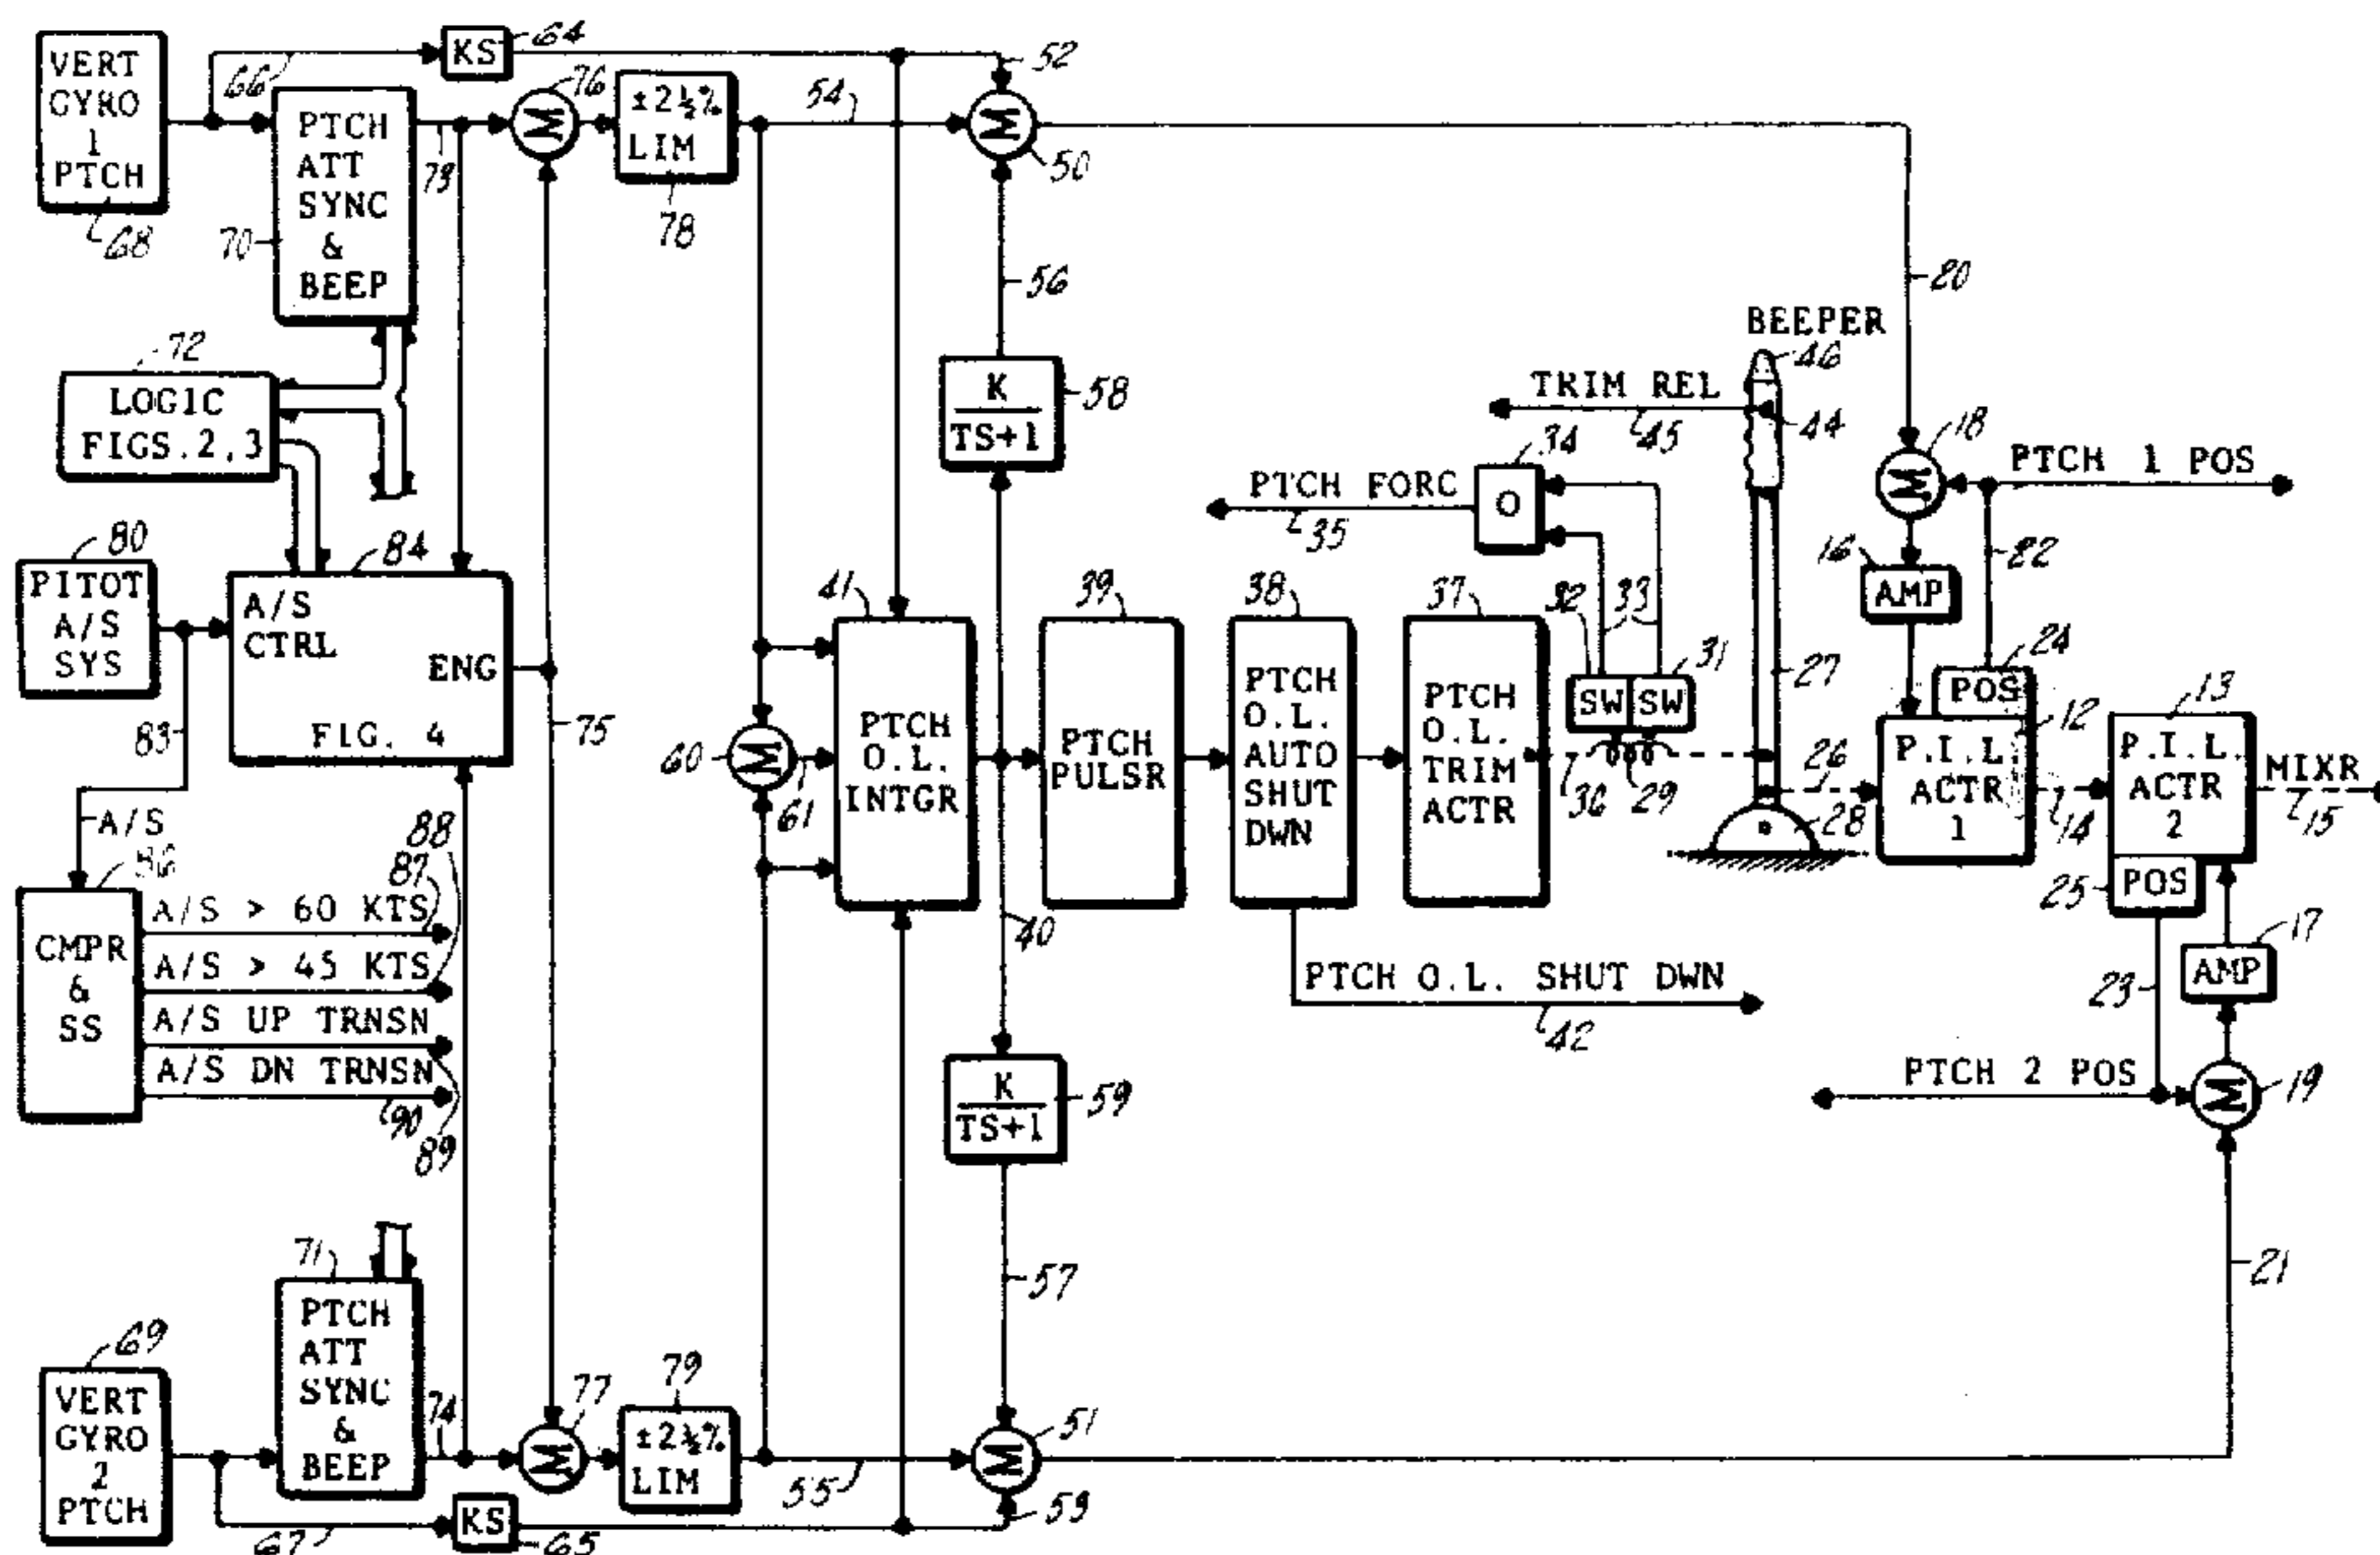 VERT
GYRO
1
PTCH
68
66
KS
64
PTCH
ATT
SYNC
&
BEEP
70
73
76
±2½%
LIM
78
54
52
50
56
K
TS+1
58
20
72
LOGIC
FIGS.2,3
80
PITOT
A/S
SYS
83
84
A/S
CTRL
ENG
FIG. 4
75
A/S
86
CMPR
&
SS
A/S > 60 KTS
A/S > 45 KTS
A/S UP TRNSN
A/S DN TRNSN
87
88
90
89
60
61
41
PTCH
O.L.
INTGR
39
PTCH
PULSR
38
PTCH
O.L.
AUTO
SHUT
DWN
37
PTCH
O.L.
TRIM
ACTR
40
PTCH O.L. SHUT DWN
42
BEEPER
46
TRIM REL
45
44
34
O
PTCH FORC
35
32
33
31
SW
SW
36
29
27
26
28
18
PTCH 1 POS
16
AMP
22
24
POS
12
P.I.L.
ACTR
1
14
13
P.I.L.
ACTR
2
MIXR
15
25
POS
17
AMP
23
PTCH 2 POS
19
21
K
TS+1
59
57
71
PTCH
ATT
SYNC
&
BEEP
69
VERT
GYRO
2
PTCH
74
77
±2½%
LIM
79
55
51
53
67
KS
65